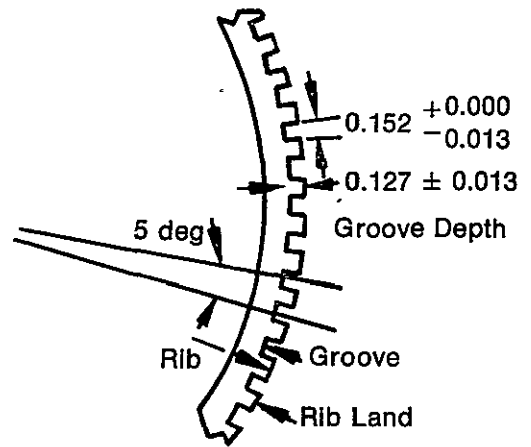 +0.000
0.152
−0.013
0.127 ± 0.013
Groove Depth
5 deg
Rib
Groove
Rib Land